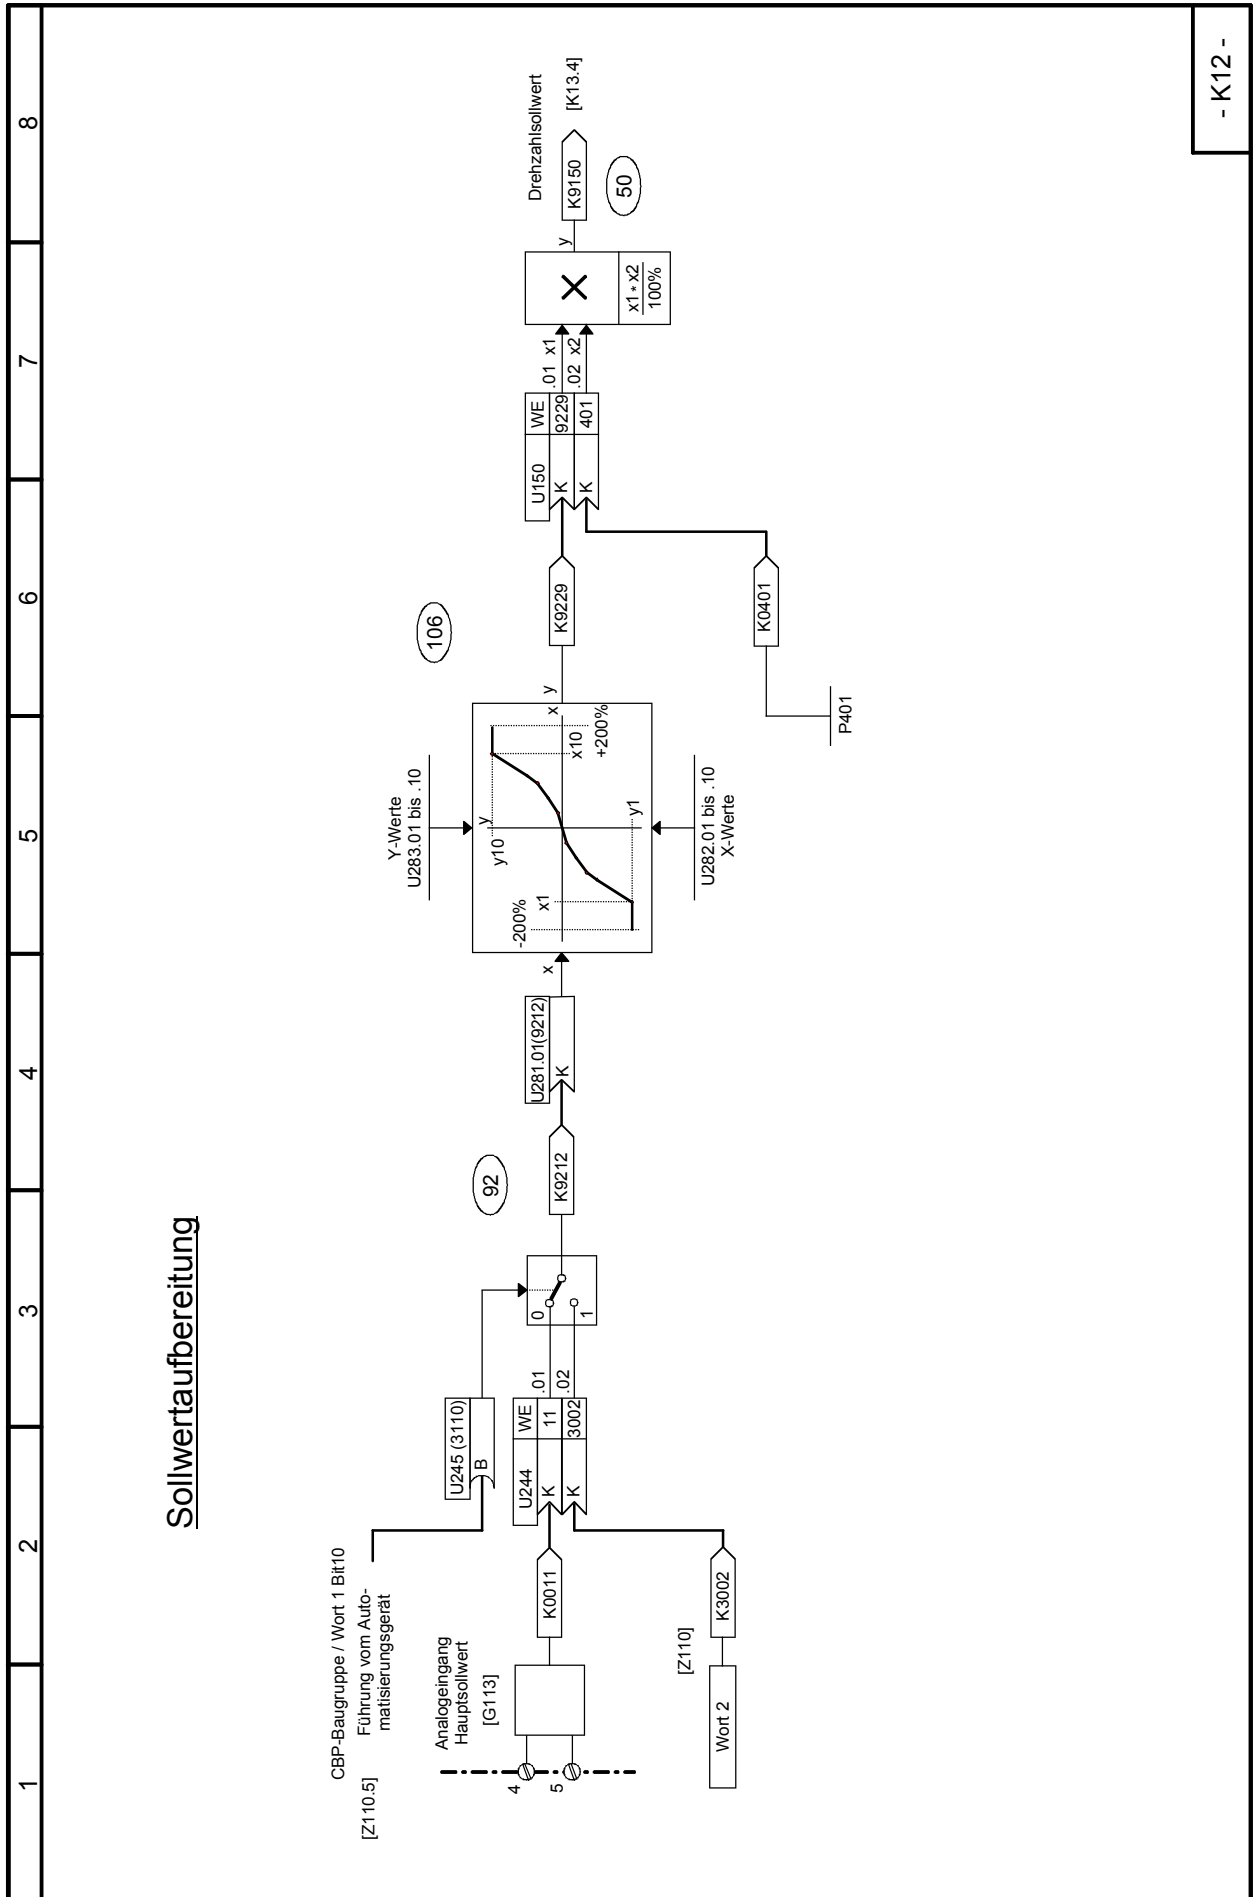 1
2
3
4
5
6
7
8
Sollwertaufbereitung
CBP-Baugruppe / Wort 1 Bit10
[Z110.5]
Führung vom Auto-
matisierungsgerät
Analogeingang
Hauptsollwert
[G113]
4
5
K0011
[Z110]
Wort 2
K3002
U245 (3110)
B
U244
WE
K
11
.01
K
3002
.02
0
1
92
K9212
U281.01(9212)
K
x
Y-Werte
U283.01 bis .10
106
-200%
x1
y10
y
y1
x10
+200%
x
y
U282.01 bis .10
X-Werte
K9229
P401
K0401
U150
WE
K
9229
.01
x1
K
401
.02
x2
x1 * x2
100%
y
K9150
50
Drehzahlsollwert
[K13.4]
- K12 -